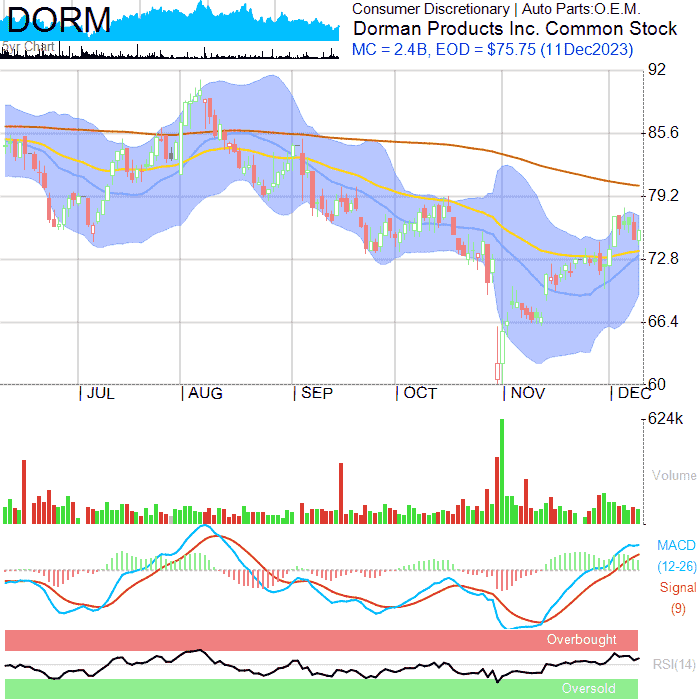 DORM
5yr Chart
Consumer Discretionary | Auto Parts:O.E.M.
Dorman Products Inc. Common Stock
MC = 2.4B, EOD = $75.75 (11Dec2023)
92
85.6
79.2
72.8
66.4
60
JUL AUG SEP OCT NOV DEC
624k
Volume
MACD
(12-26)
Signal
(9)
Overbought
RSI(14)
Oversold